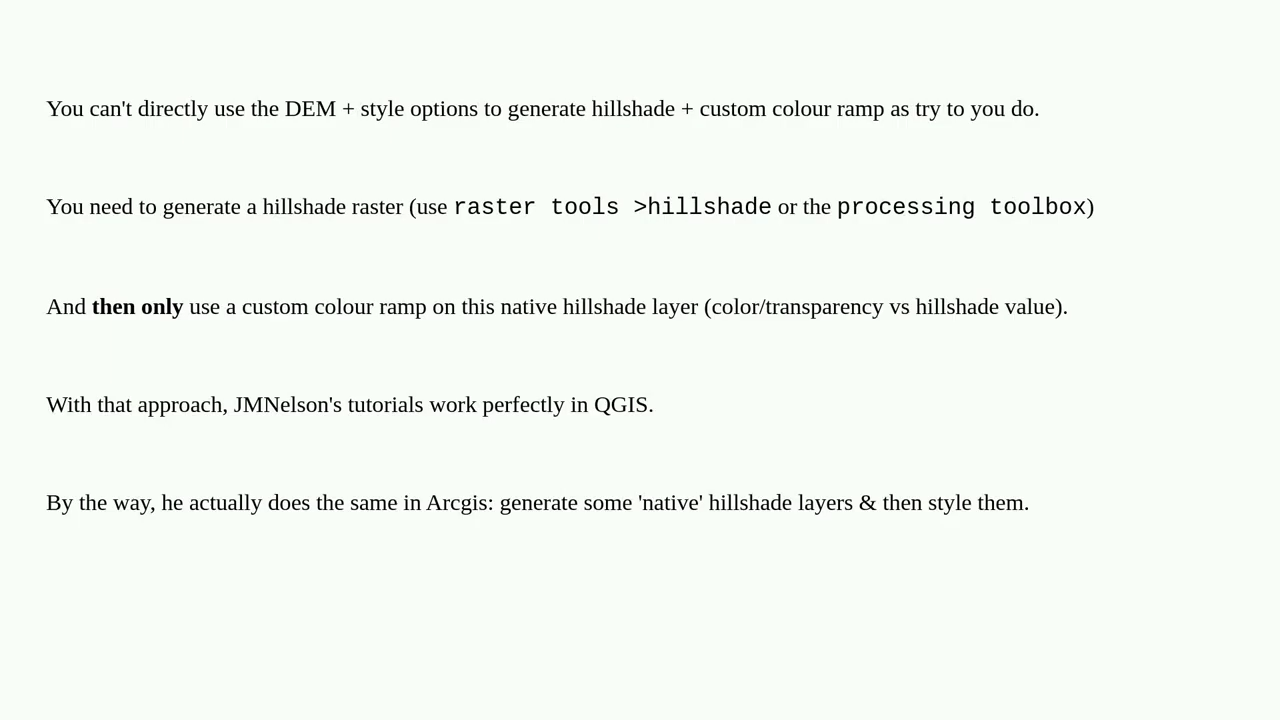 You can't directly use the DEM + style options to generate hillshade + custom colour ramp as try to you do.
You need to generate a hillshade raster (use raster tools >hillshade or the processing toolbox)
And then only use a custom colour ramp on this native hillshade layer (color/transparency vs hillshade value).
With that approach, JMNelson's tutorials work perfectly in QGIS.
By the way, he actually does the same in Arcgis: generate some 'native' hillshade layers & then style them.